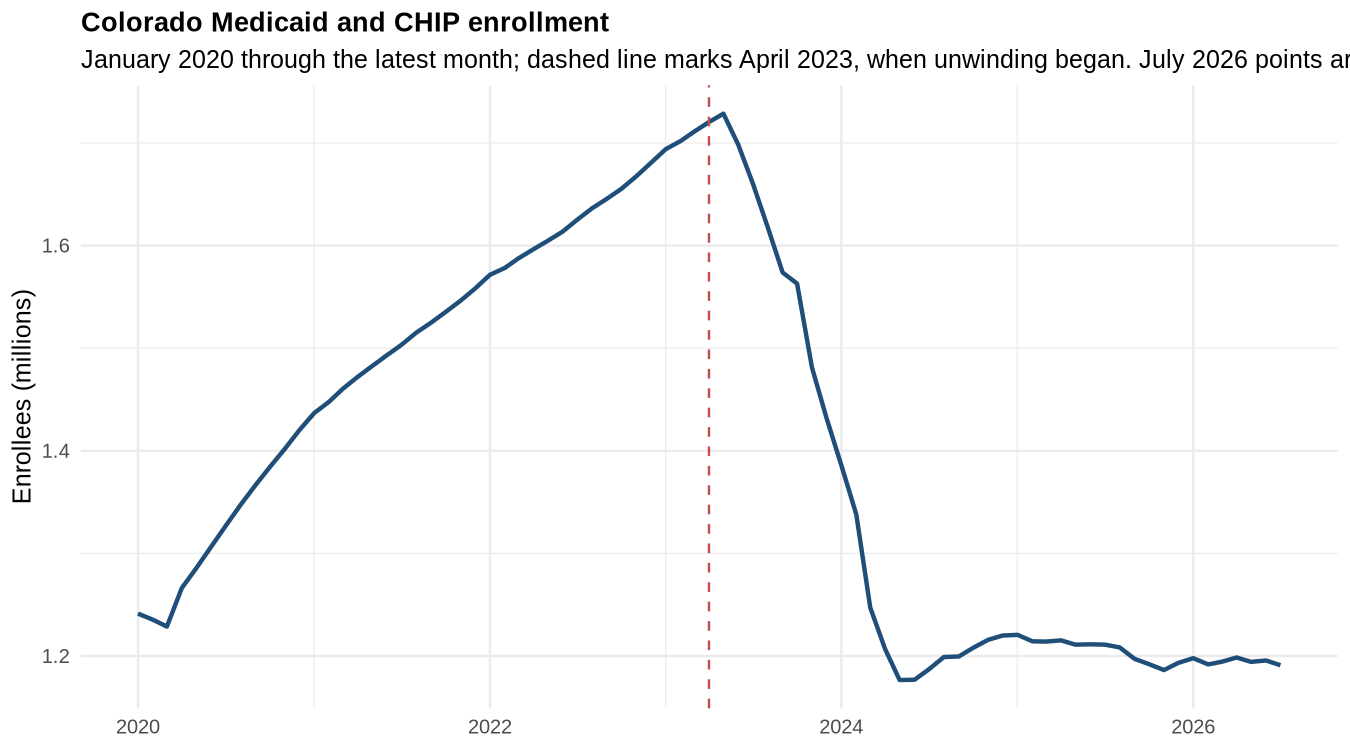 Colorado Medicaid and CHIP enrollment
January 2020 through the latest month; dashed line marks April 2023, when unwinding began. July 2026 points
Enrollees (millions)
1.6
1.4
1.2
2020 2022 2024 2026